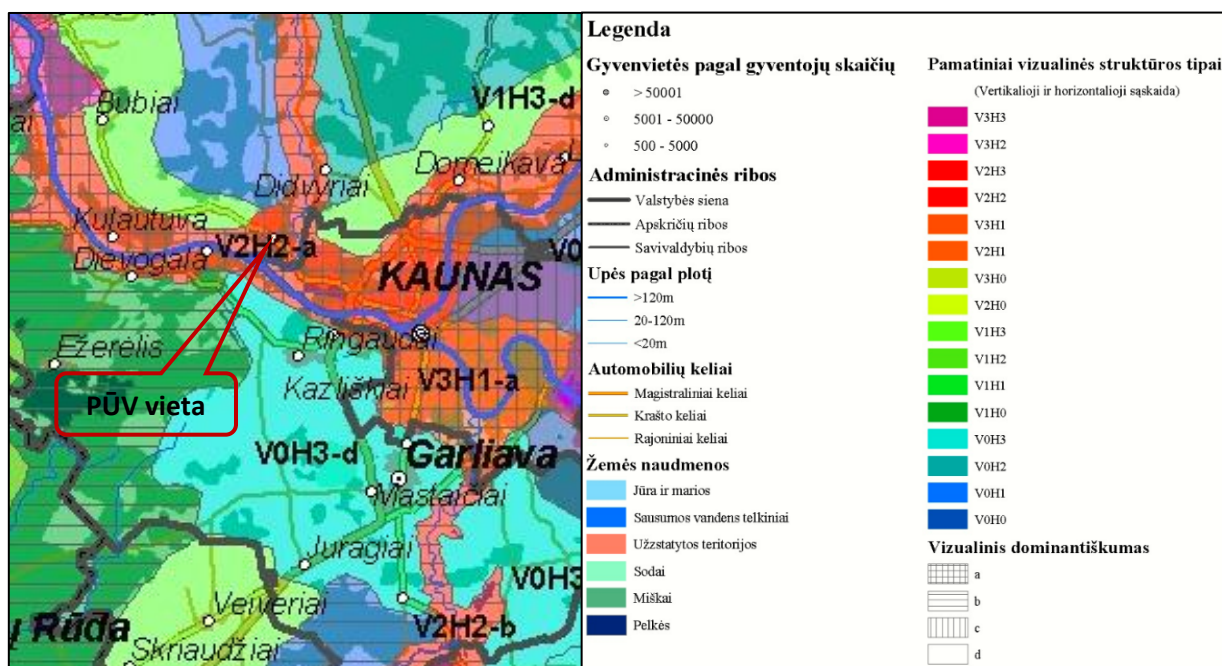 V1H3-d
Bubiai
Domeikava
Didvyriai
Kulautuva
V2H2-a
V0
Dievogala
KAUNAS
Ežerėlis
Ringaudai
Kazliškiai
V3H1-a
PŪV vieta
V0H3-d
Garliava
Mastaičiai
Juragiai
V0H3
Veiveriai
V2H2-b
Rūda
Skriaudžiai
Legenda
Gyvenvietės pagal gyventojų skaičių
> 50001
5001 - 50000
500 - 5000
Administracinės ribos
Valstybės siena
Apskričių ribos
Savivaldybių ribos
Upės pagal plotį
>120m
20-120m
<20m
Automobilių keliai
Magistraliniai keliai
Krašto keliai
Rajoniniai keliai
Žemės naudmenos
Jūra ir marios
Sausumos vandens telkiniai
Užzstatytos teritorijos
Sodai
Miškai
Pelkės
Pamatiniai vizualinės struktūros tipai
(Vertikalioji ir horizontalioji sąskaida)
V3H3
V3H2
V2H3
V2H2
V3H1
V2H1
V3H0
V2H0
V1H3
V1H2
V1H1
V1H0
V0H3
V0H2
V0H1
V0H0
Vizualinis dominantiškumas
a
b
c
d